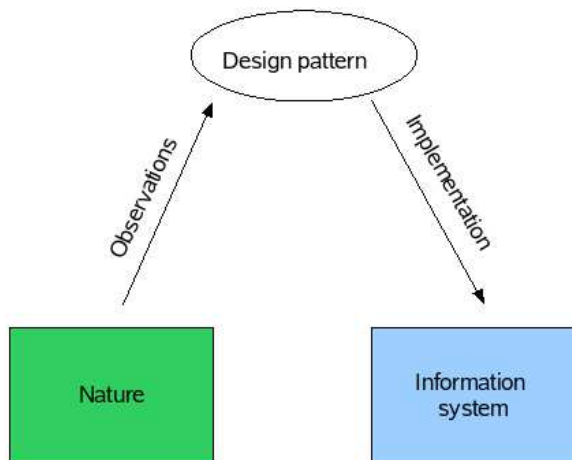 Design pattern
Observations
Implementation
Nature
Information
system